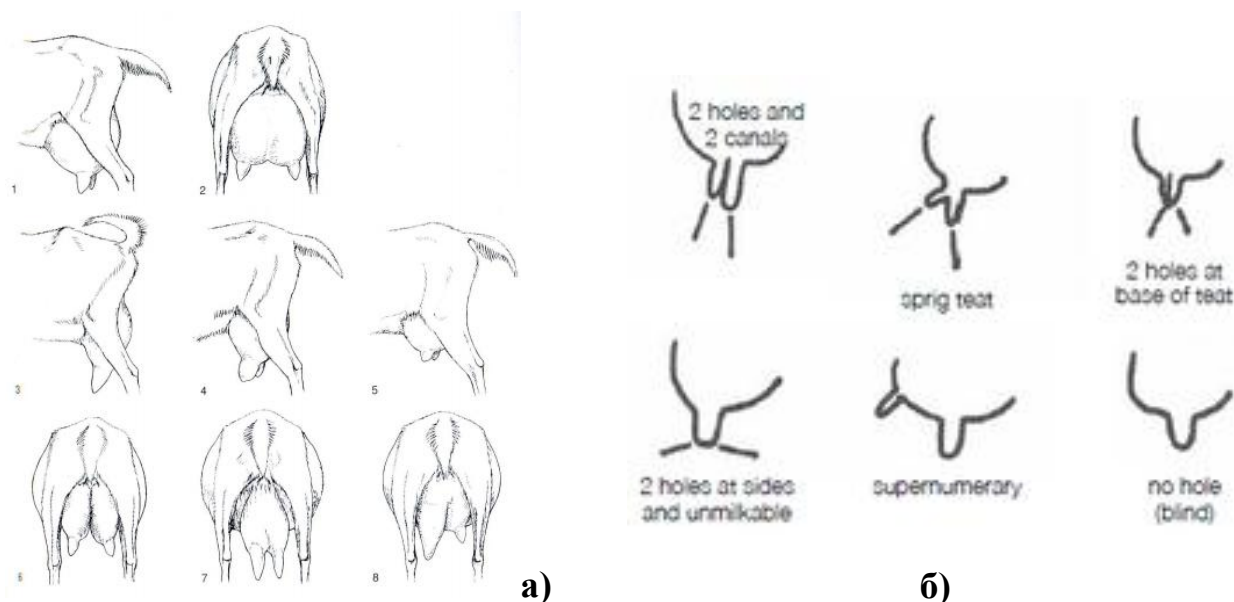 1
2
3
4
5
6
7
8
а)
2 holes and
2 canals
sprig teat
2 holes at
base of teat
2 holes at sides
and unmilkable
supernumerary
no hole
(blind)
б)